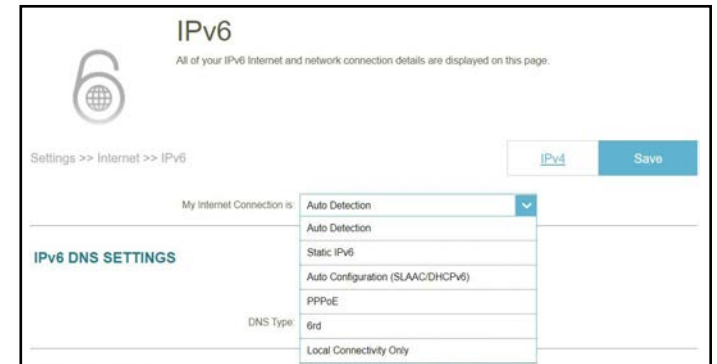 IPv6
All of your IPv6 Internet and network connection details are displayed on this page.
Settings >> Internet >> IPv6
IPv4
Save
My Internet Connection is:
Auto Detection
Auto Detection
IPv6 DNS SETTINGS
Static IPv6
Auto Configuration (SLAAC/DHCPv6)
PPPoE
DNS Type:
6rd
Local Connectivity Only